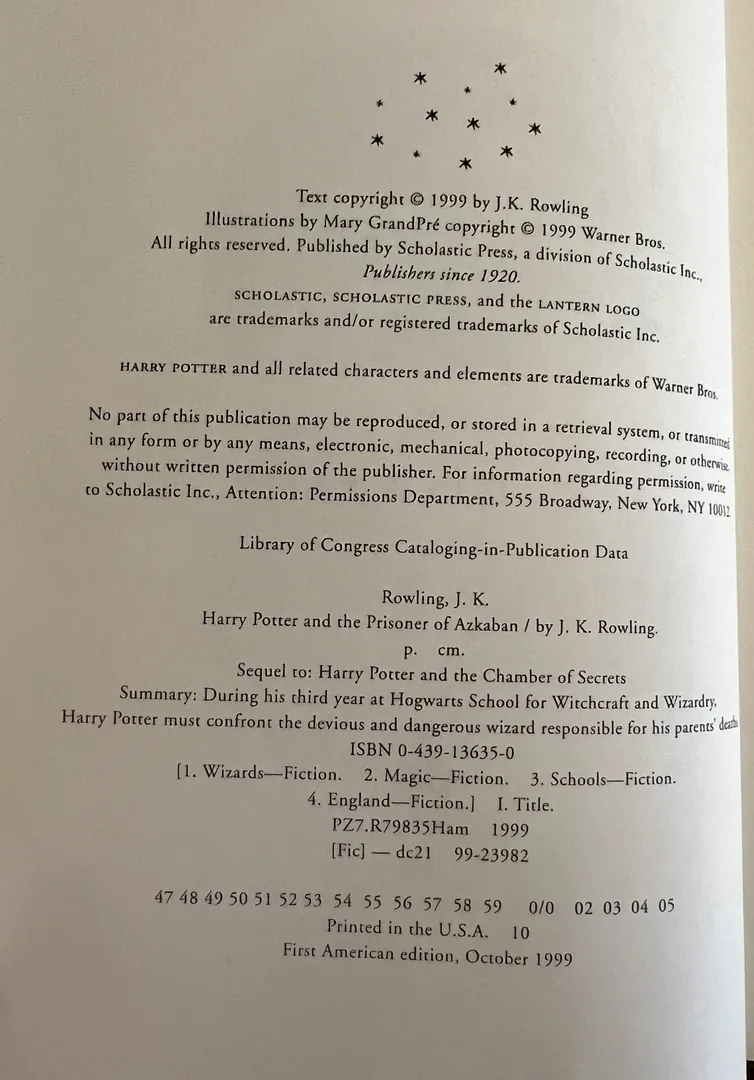 Text copyright © 1999 by J.K. Rowling
Illustrations by Mary GrandPré copyright © 1999 Warner Bros.
All rights reserved. Published by Scholastic Press, a division of Scholastic Inc.,
Publishers since 1920.
SCHOLASTIC, SCHOLASTIC PRESS, and the LANTERN LOGO
are trademarks and/or registered trademarks of Scholastic Inc.
HARRY POTTER and all related characters and elements are trademarks of Warner Bros.
No part of this publication may be reproduced, or stored in a retrieval system, or transmitted
in any form or by any means, electronic, mechanical, photocopying, recording, or otherwise,
without written permission of the publisher. For information regarding permission, write
to Scholastic Inc., Attention: Permissions Department, 555 Broadway, New York, NY 10012.
Library of Congress Cataloging-in-Publication Data
Rowling, J. K.
Harry Potter and the Prisoner of Azkaban / by J. K. Rowling.
p. cm.
Sequel to: Harry Potter and the Chamber of Secrets
Summary: During his third year at Hogwarts School for Witchcraft and Wizardry,
Harry Potter must confront the devious and dangerous wizard responsible for his parents' deaths
ISBN 0-439-13635-0
[1. Wizards—Fiction. 2. Magic—Fiction. 3. Schools—Fiction.
4. England—Fiction.] I. Title.
PZ7.R79835Ham 1999
[Fic] — dc21 99-23982
47 48 49 50 51 52 53 54 55 56 57 58 59 0/0 02 03 04 05
Printed in the U.S.A. 10
First American edition, October 1999